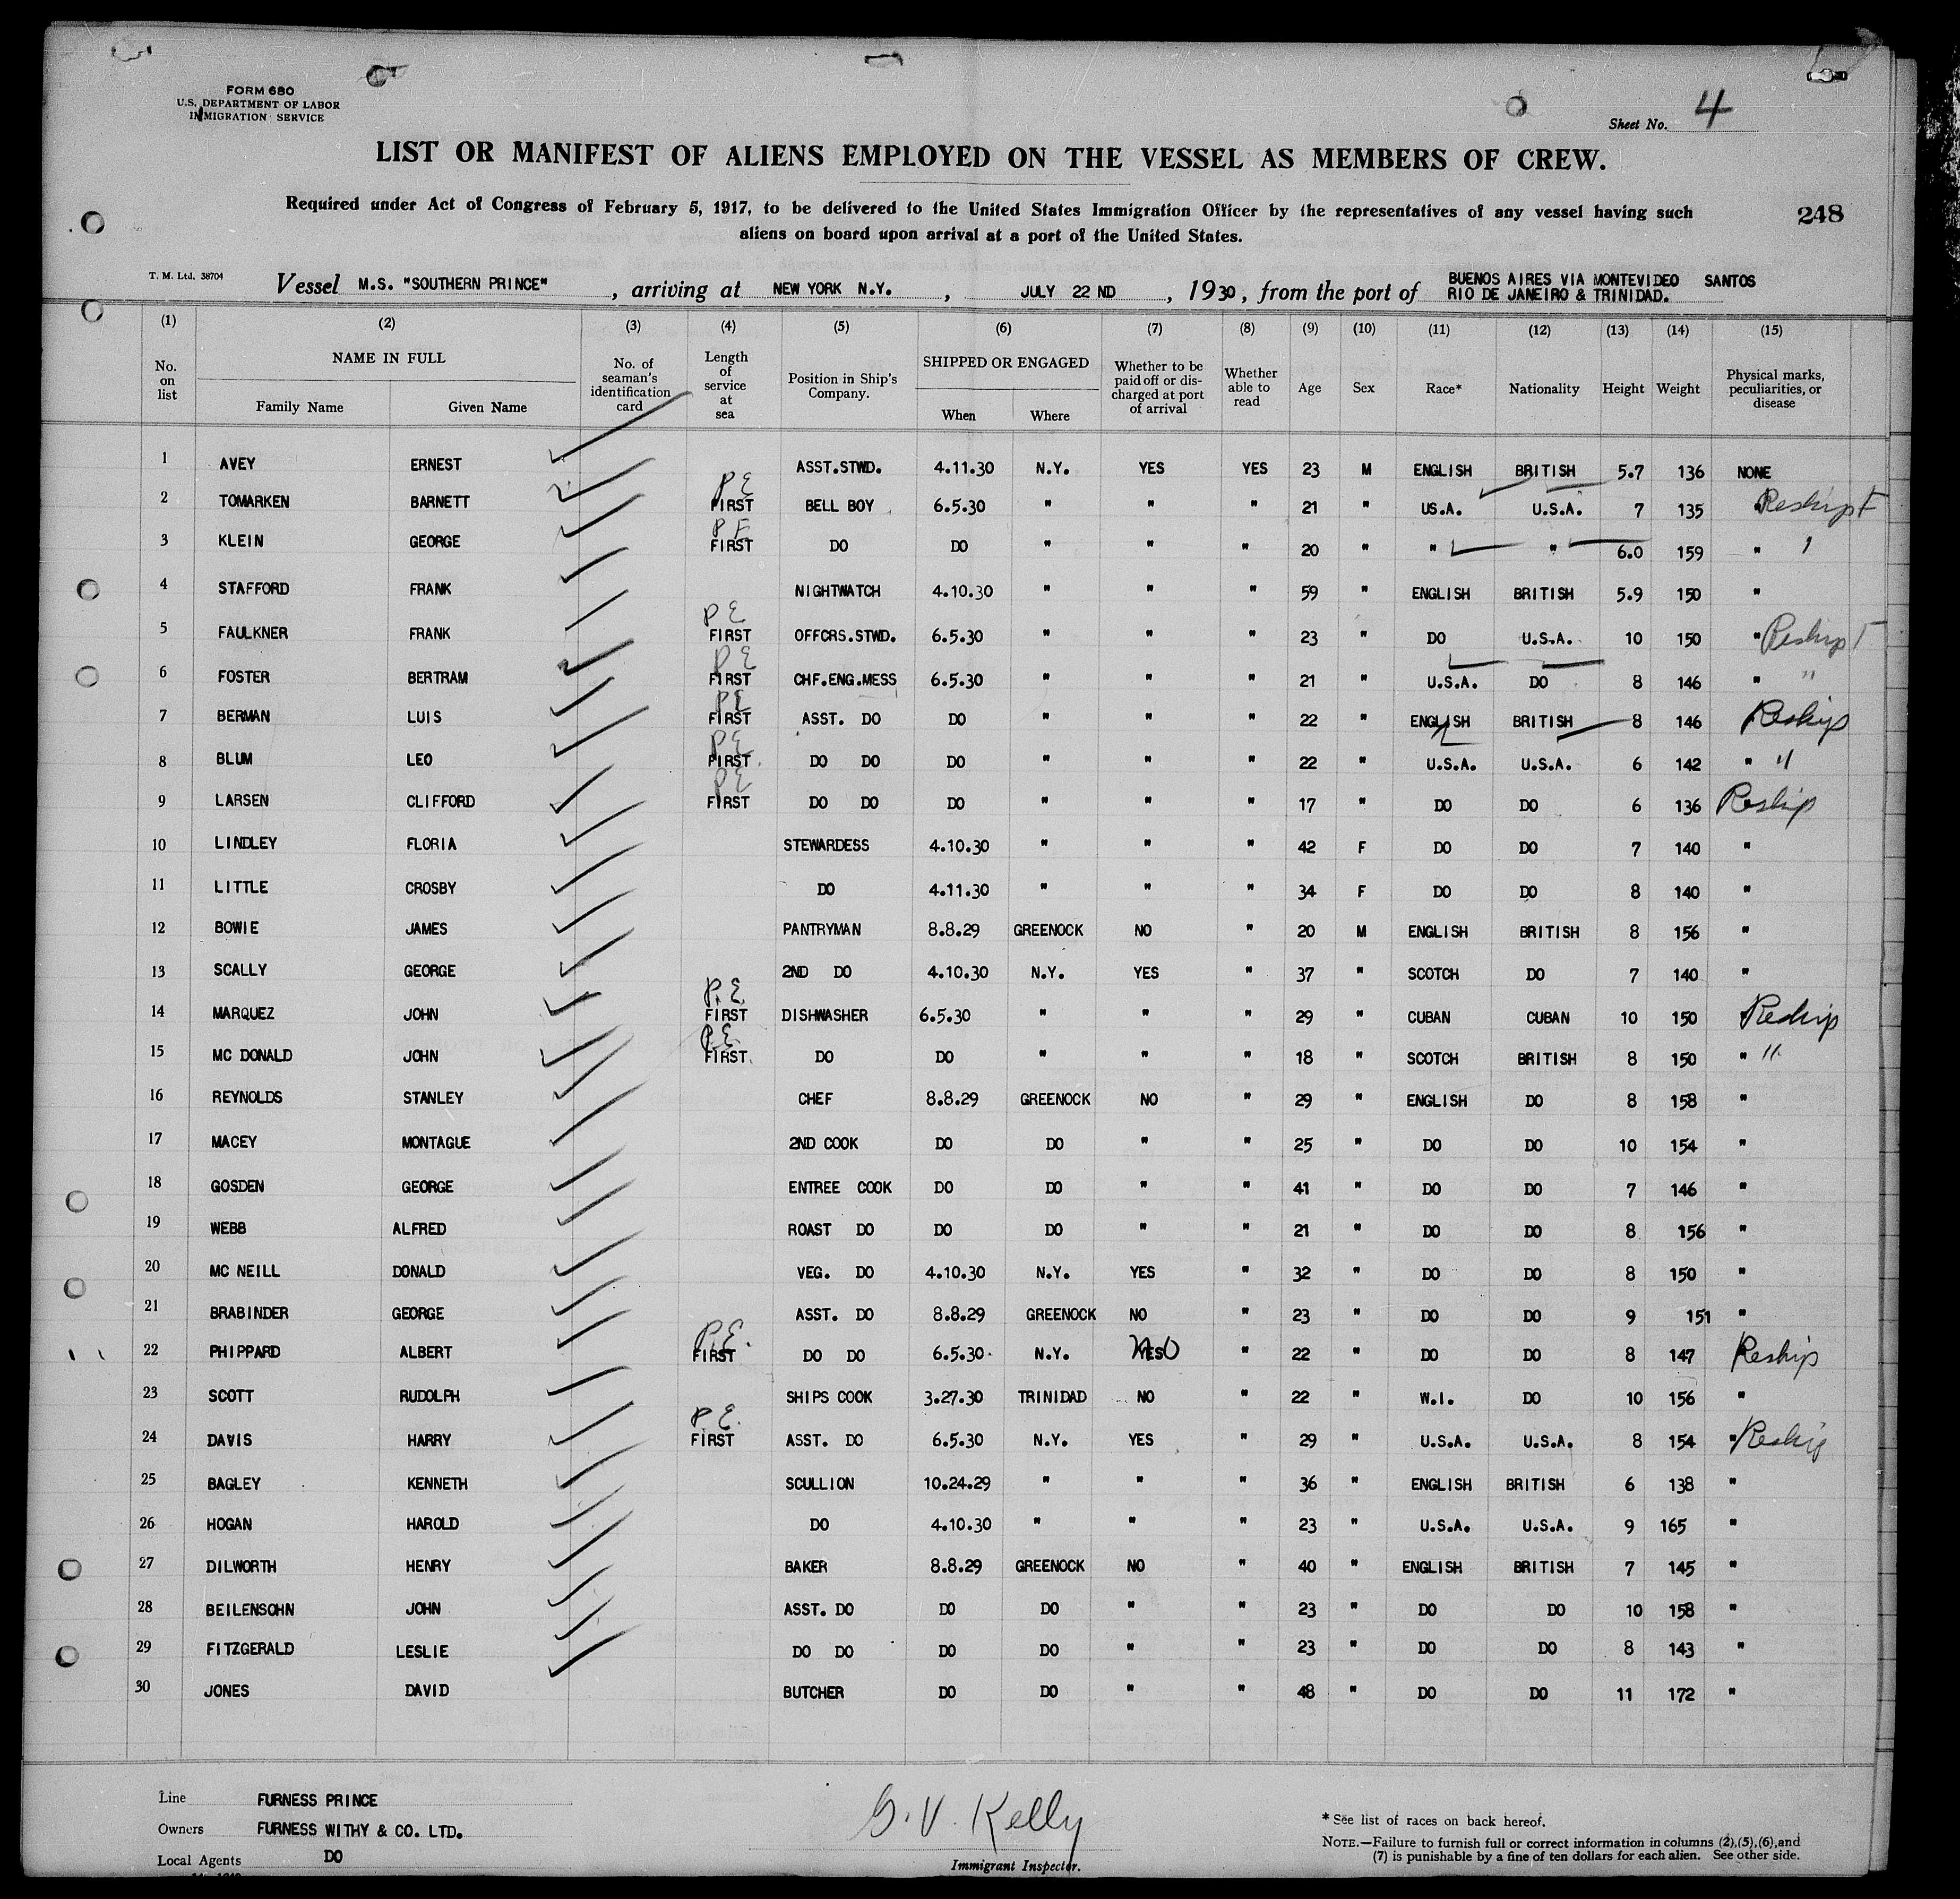 FORM 680
U.S. DEPARTMENT OF LABOR
IMMIGRATION SERVICE
Sheet No. 4
LIST OR MANIFEST OF ALIENS EMPLOYED ON THE VESSEL AS MEMBERS OF CREW.
Required under Act of Congress of February 5, 1917, to be delivered to the United States Immigration Officer by the representatives of any vessel having such
aliens on board upon arrival at a port of the United States.
248
T. M. Ltd. 38704
Vessel M.S. "SOUTHERN PRINCE", arriving at NEW YORK N.Y., JULY 22 ND, 1930, from the port of BUENOS AIRES VIA MONTEVIDEO SANTOS
RIO DE JANEIRO & TRINIDAD.
(1) (2) (3) (4) (5) (6) (7) (8) (9) (10) (11) (12) (13) (14) (15)
No. on list NAME IN FULL Family Name Given Name No. of seaman's identification card Length of service at sea Position in Ship's Company. SHIPPED OR ENGAGED When Where Whether to be paid off or discharged at port of arrival Whether able to read Age Sex Race* Nationality Height Weight Physical marks, peculiarities, or disease
1 AVEY ERNEST ASST.STWD. 4.11.30 N.Y. YES YES 23 M ENGLISH BRITISH 5.7 136 NONE
2 TOMARKEN BARNETT PE FIRST BELL BOY 6.5.30 " " " 21 " US.A. U.S.A. 7 135 " Reship
3 KLEIN GEORGE PE FIRST DO DO " " " 20 " " " 6.0 159 "
4 STAFFORD FRANK NIGHTWATCH 4.10.30 " " " 59 " ENGLISH BRITISH 5.9 150 "
5 FAULKNER FRANK PE FIRST OFFCRS.STWD. 6.5.30 " " " 23 " DO U.S.A. 10 150 " Reship
6 FOSTER BERTRAM PE FIRST CHF.ENG.MESS 6.5.30 " " " 21 " U.S.A. DO 8 146 " "
7 BERMAN LUIS PE FIRST ASST. DO DO " " " 22 " ENGLISH BRITISH 8 146 " Reship
8 BLUM LEO PE FIRST DO DO DO " " " 22 " U.S.A. U.S.A. 6 142 " "
9 LARSEN CLIFFORD PE FIRST DO DO DO " " " 17 " DO DO 6 136 Reship
10 LINDLEY FLORIA STEWARDESS 4.10.30 " " " 42 F DO DO 7 140 "
11 LITTLE CROSBY DO 4.11.30 " " " 34 F DO DO 8 140 "
12 BOWIE JAMES PANTRYMAN 8.8.29 GREENOCK NO " 20 M ENGLISH BRITISH 8 156 "
13 SCALLY GEORGE 2ND DO 4.10.30 N.Y. YES " 37 " SCOTCH DO 7 140 "
14 MARQUEZ JOHN P.E. FIRST DISHWASHER 6.5.30 " " " 29 " CUBAN CUBAN 10 150 " Reship
15 MC DONALD JOHN P.E. FIRST DO DO " " " 18 " SCOTCH BRITISH 8 150 " "
16 REYNOLDS STANLEY CHEF 8.8.29 GREENOCK NO " 29 " ENGLISH DO 8 158 "
17 MACEY MONTAGUE 2ND COOK DO DO " " 25 " DO DO 10 154 "
18 GOSDEN GEORGE ENTREE COOK DO DO " " 41 " DO DO 7 146 "
19 WEBB ALFRED ROAST DO DO DO " " 21 " DO DO 8 156 "
20 MC NEILL DONALD VEG. DO 4.10.30 N.Y. YES " 32 " DO DO 8 150 "
21 BRABINDER GEORGE ASST. DO 8.8.29 GREENOCK NO " 23 " DO DO 9 151 "
22 PHIPPARD ALBERT P.E. FIRST DO DO 6.5.30 N.Y. YES NO " 22 " DO DO 8 147 Reship
23 SCOTT RUDOLPH SHIPS COOK 3.27.30 TRINIDAD NO " 22 " W.I. DO 10 156 "
24 DAVIS HARRY P.E. FIRST ASST. DO 6.5.30 N.Y. YES " 29 " U.S.A. U.S.A. 8 154 " Reship
25 BAGLEY KENNETH SCULLION 10.24.29 " " " 36 " ENGLISH BRITISH 6 138 "
26 HOGAN HAROLD DO 4.10.30 " " " 23 " U.S.A. U.S.A. 9 165 "
27 DILWORTH HENRY BAKER 8.8.29 GREENOCK NO " 40 " ENGLISH BRITISH 7 145 "
28 BEILENSOHN JOHN ASST. DO DO DO " " 23 " DO DO 10 158 "
29 FITZGERALD LESLIE DO DO DO DO " " 23 " DO DO 8 143 "
30 JONES DAVID BUTCHER DO DO " " 48 " DO DO 11 172 "
Line FURNESS PRINCE
Owners FURNESS WITHY & CO. LTD.
Local Agents DO
G. V. Kelly
Immigrant Inspector.
* See list of races on back hereof.
NOTE.—Failure to furnish full or correct information in columns (2),(5),(6),and
(7) is punishable by a fine of ten dollars for each alien. See other side.